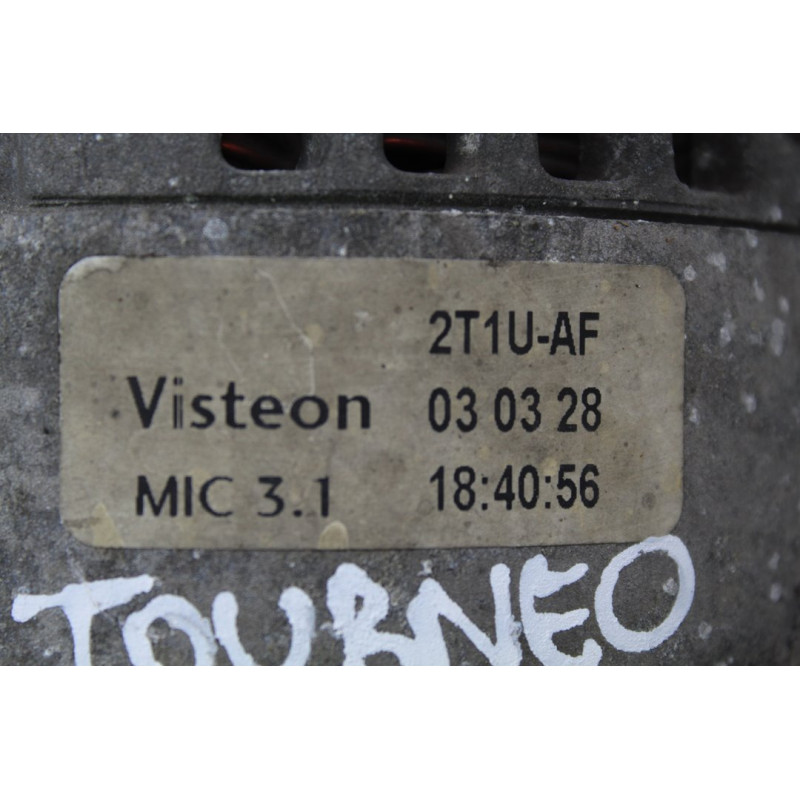 2T1U-AF
Visteon 03 03 28
MIC 3.1 18:40:56
TOURNEO